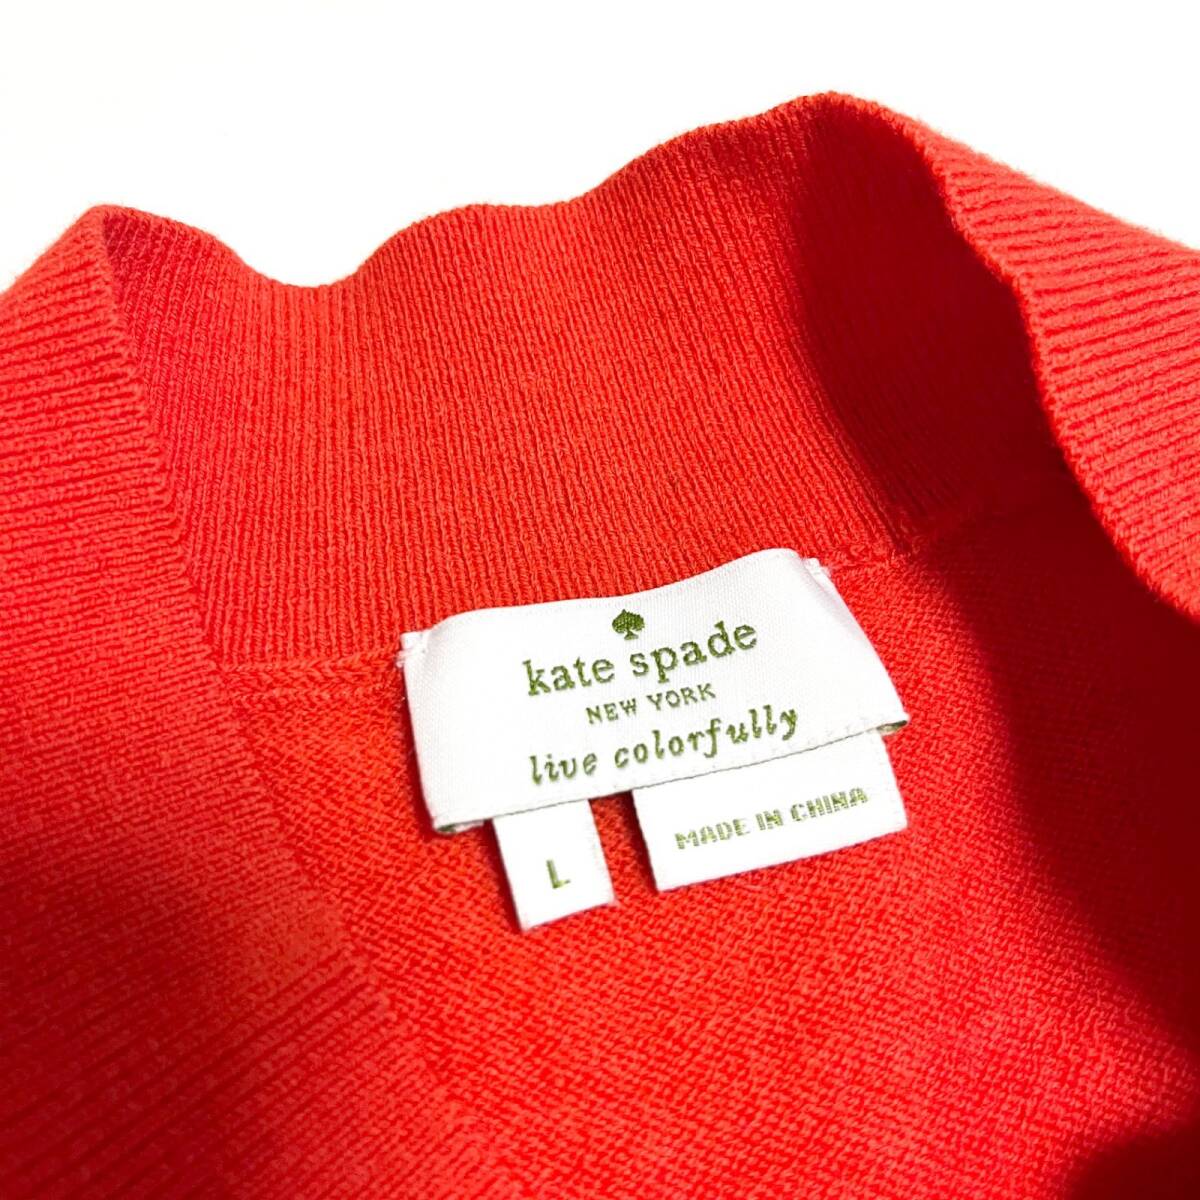 kate spade
NEW YORK
live colorfully
L
MADE IN CHINA